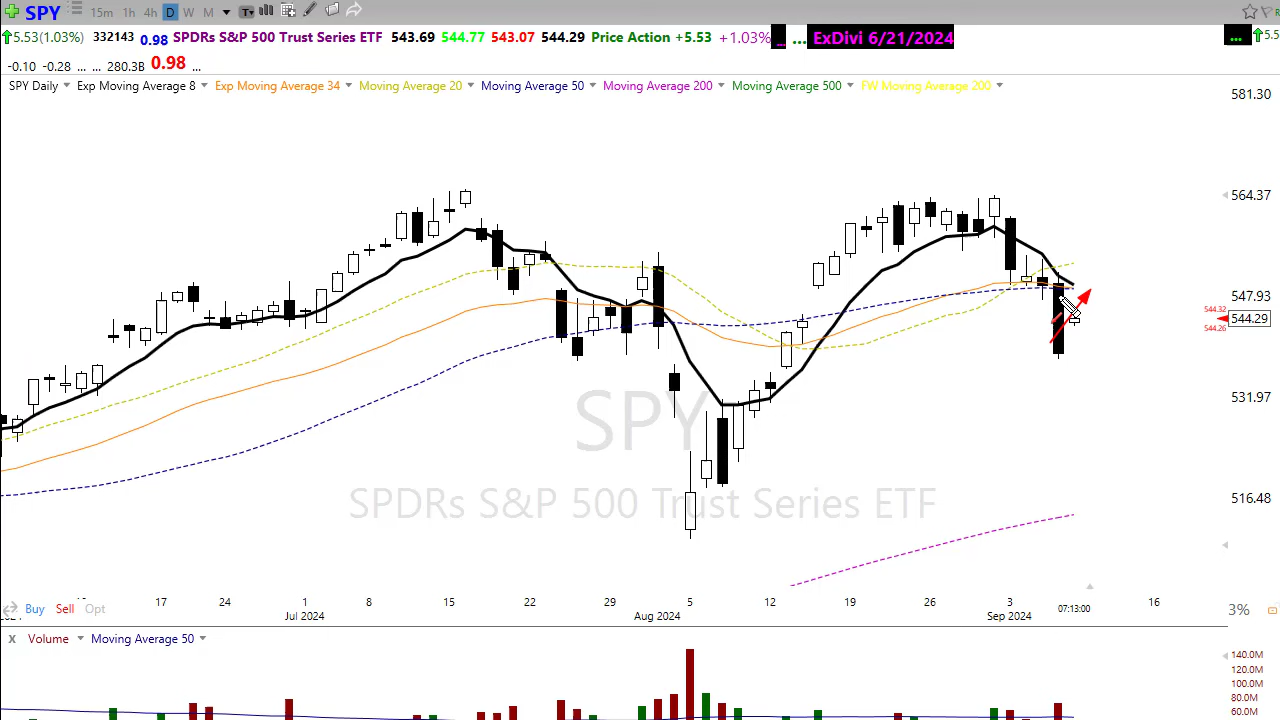 SPY 15m 1h 4h D W M T
5.53(1.03%) 332143 0.98 SPDRs S&P 500 Trust Series ETF 543.69 544.77 543.07 544.29 Price Action +5.53 +1.03% ... ... ExDivi 6/21/2024 ... 5.5
-0.10 -0.28 ... ... 280.3B 0.98 ...
SPY Daily Exp Moving Average 8 Exp Moving Average 34 Moving Average 20 Moving Average 50 Moving Average 200 Moving Average 500 FW Moving Average 200
581.30
564.37
547.93
544.32
544.29
544.26
531.97
516.48
SPY
SPDRs S&P 500 Trust Series ETF
17 24 1 8 15 22 29 5 12 19 26 3 07:13:00 16
Jul 2024 Aug 2024 Sep 2024
Buy Sell Opt 3%
X Volume Moving Average 50
140.0M
120.0M
100.0M
80.0M
60.0M